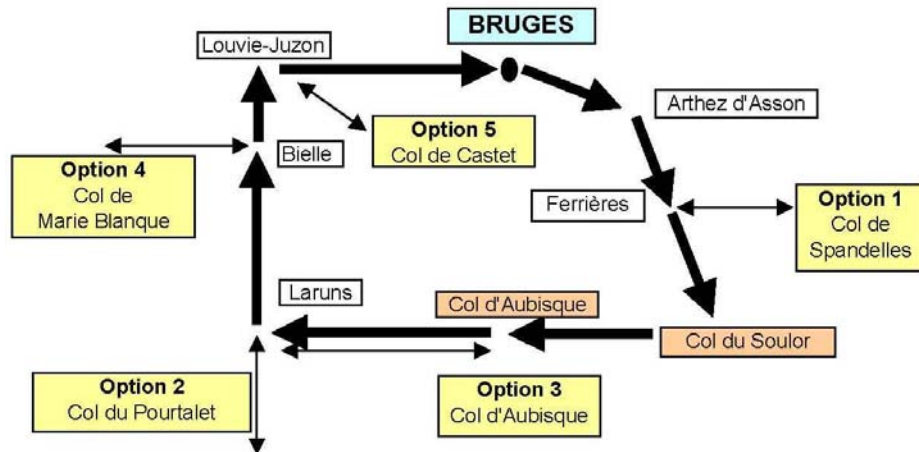 BRUGES
Louvie-Juzon
Arthez d'Asson
Option 5
Col de Castet
Bielle
Option 4
Col de
Marie Blanque
Ferrières
Option 1
Col de
Spandelles
Laruns
Col d'Aubisque
Col du Soulor
Option 2
Col du Pourtalet
Option 3
Col d'Aubisque